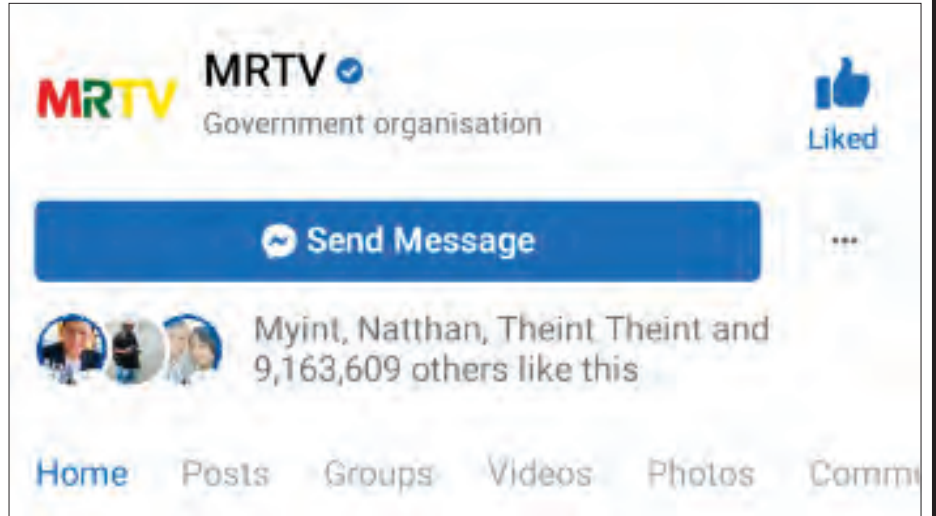 MRTV
MRTV
Government organisation
Liked
Send Message
...
Myint, Natthan, Theint Theint and
9,163,609 others like this
Home Posts Groups Videos Photos Commu